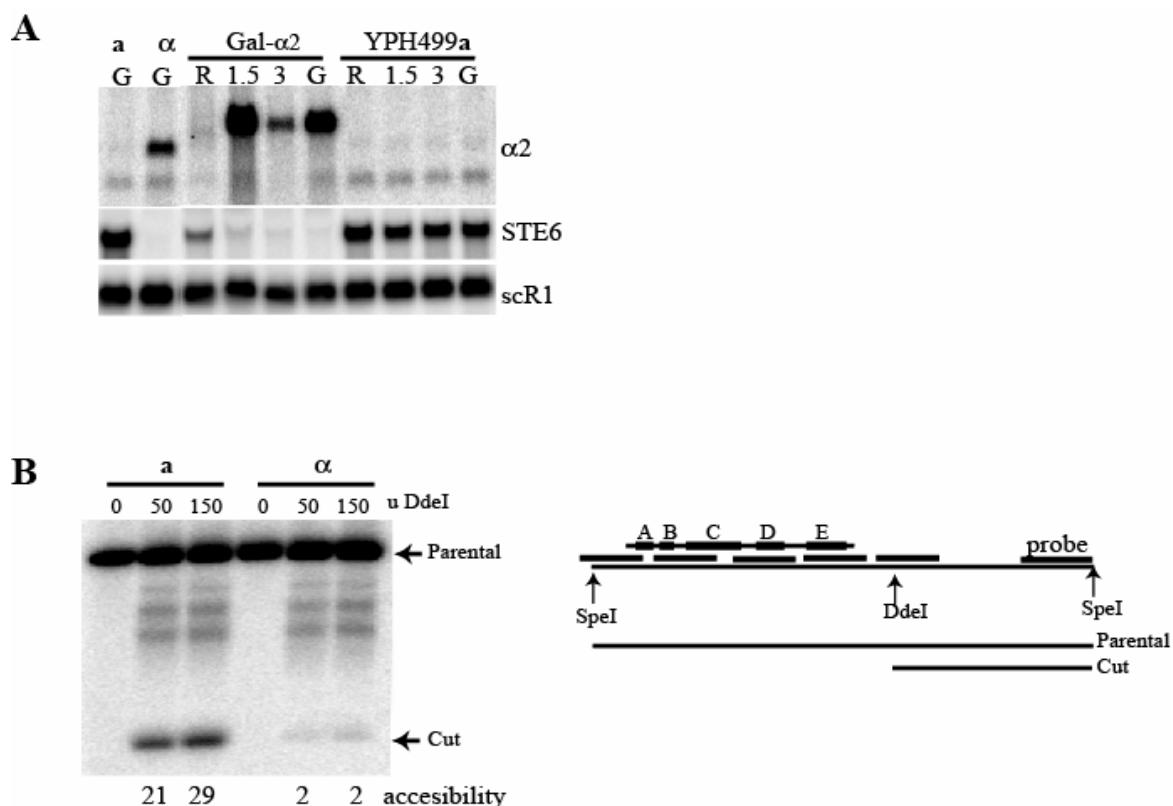 A
a α Gal-α2 YPH499a
G G R 1.5 3 G R 1.5 3 G
α2
STE6
scR1
B
a α
0 50 150 0 50 150 u DdeI
Parental
Cut
21 29 2 2 accesibility
A B C D E
probe
SpeI DdeI SpeI
Parental
Cut